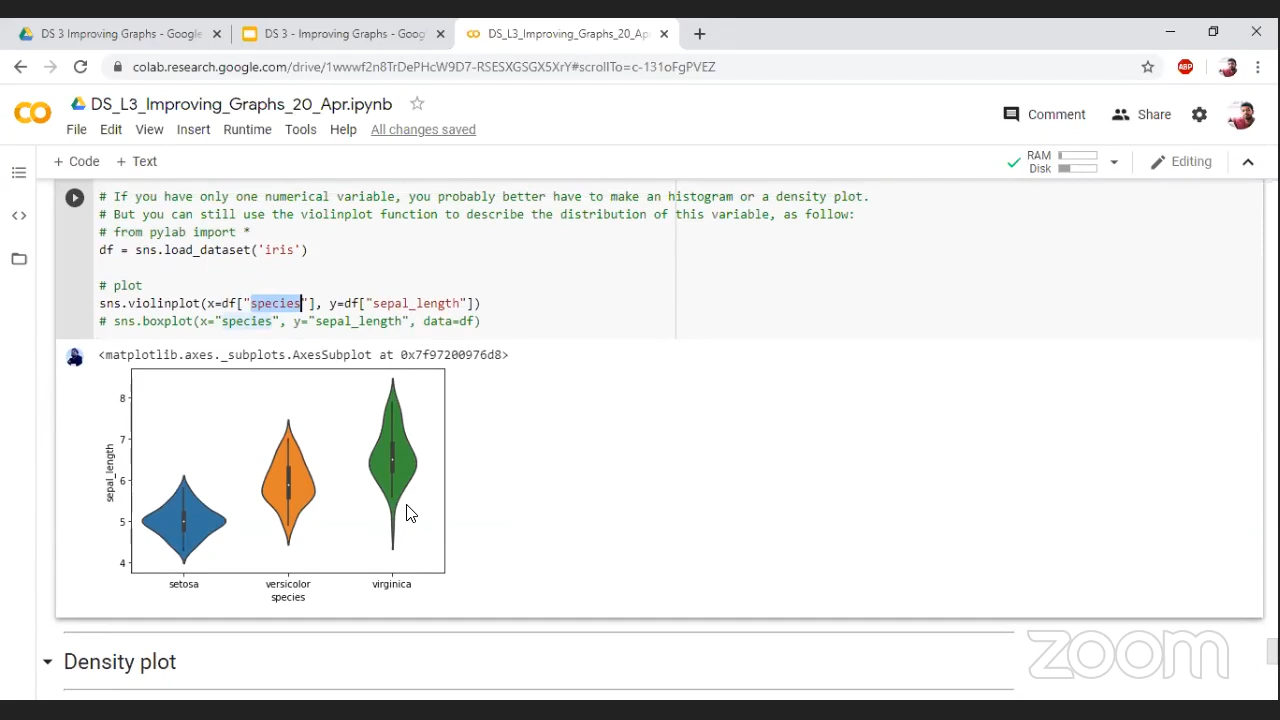 DS 3 Improving Graphs - Google
DS 3 - Improving Graphs - Goog
DS_L3_Improving_Graphs_20_Apr
colab.research.google.com/drive/1wwwf2n8TrDePHcW9D7-RSESXGSGX5XrY#scrollTo=c-131oFgPVEZ
ABP
CO
DS_L3_Improving_Graphs_20_Apr.ipynb
Comment
Share
File Edit View Insert Runtime Tools Help All changes saved
+ Code + Text
RAM
Disk
Editing
# If you have only one numerical variable, you probably better have to make an histogram or a density plot.
# But you can still use the violinplot function to describe the distribution of this variable, as follow:
# from pylab import *
df = sns.load_dataset('iris')
# plot
sns.violinplot(x=df["species"], y=df["sepal_length"])
# sns.boxplot(x="species", y="sepal_length", data=df)
<matplotlib.axes._subplots.AxesSubplot at 0x7f97200976d8>
8
7
6
5
4
sepal_length
setosa versicolor virginica
species
Density plot
zoom